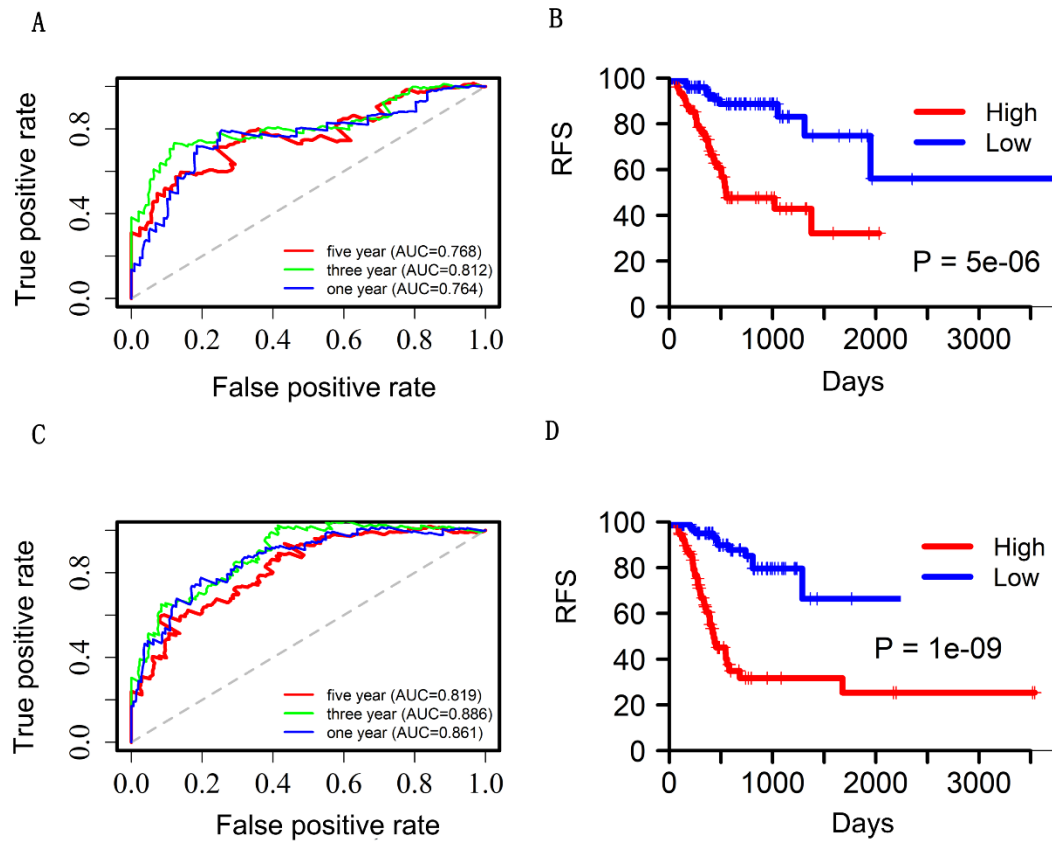 A
True positive rate
0.8
0.4
0.0
five year (AUC=0.768)
three year (AUC=0.812)
one year (AUC=0.764)
0.0 0.2 0.4 0.6 0.8 1.0
False positive rate
B
RFS
100
80
60
40
20
0
High
Low
P = 5e-06
0 1000 2000 3000
Days
C
True positive rate
0.8
0.4
0.0
five year (AUC=0.819)
three year (AUC=0.886)
one year (AUC=0.861)
0.0 0.2 0.4 0.6 0.8 1.0
False positive rate
D
RFS
100
80
60
40
20
0
High
Low
P = 1e-09
0 1000 2000 3000
Days